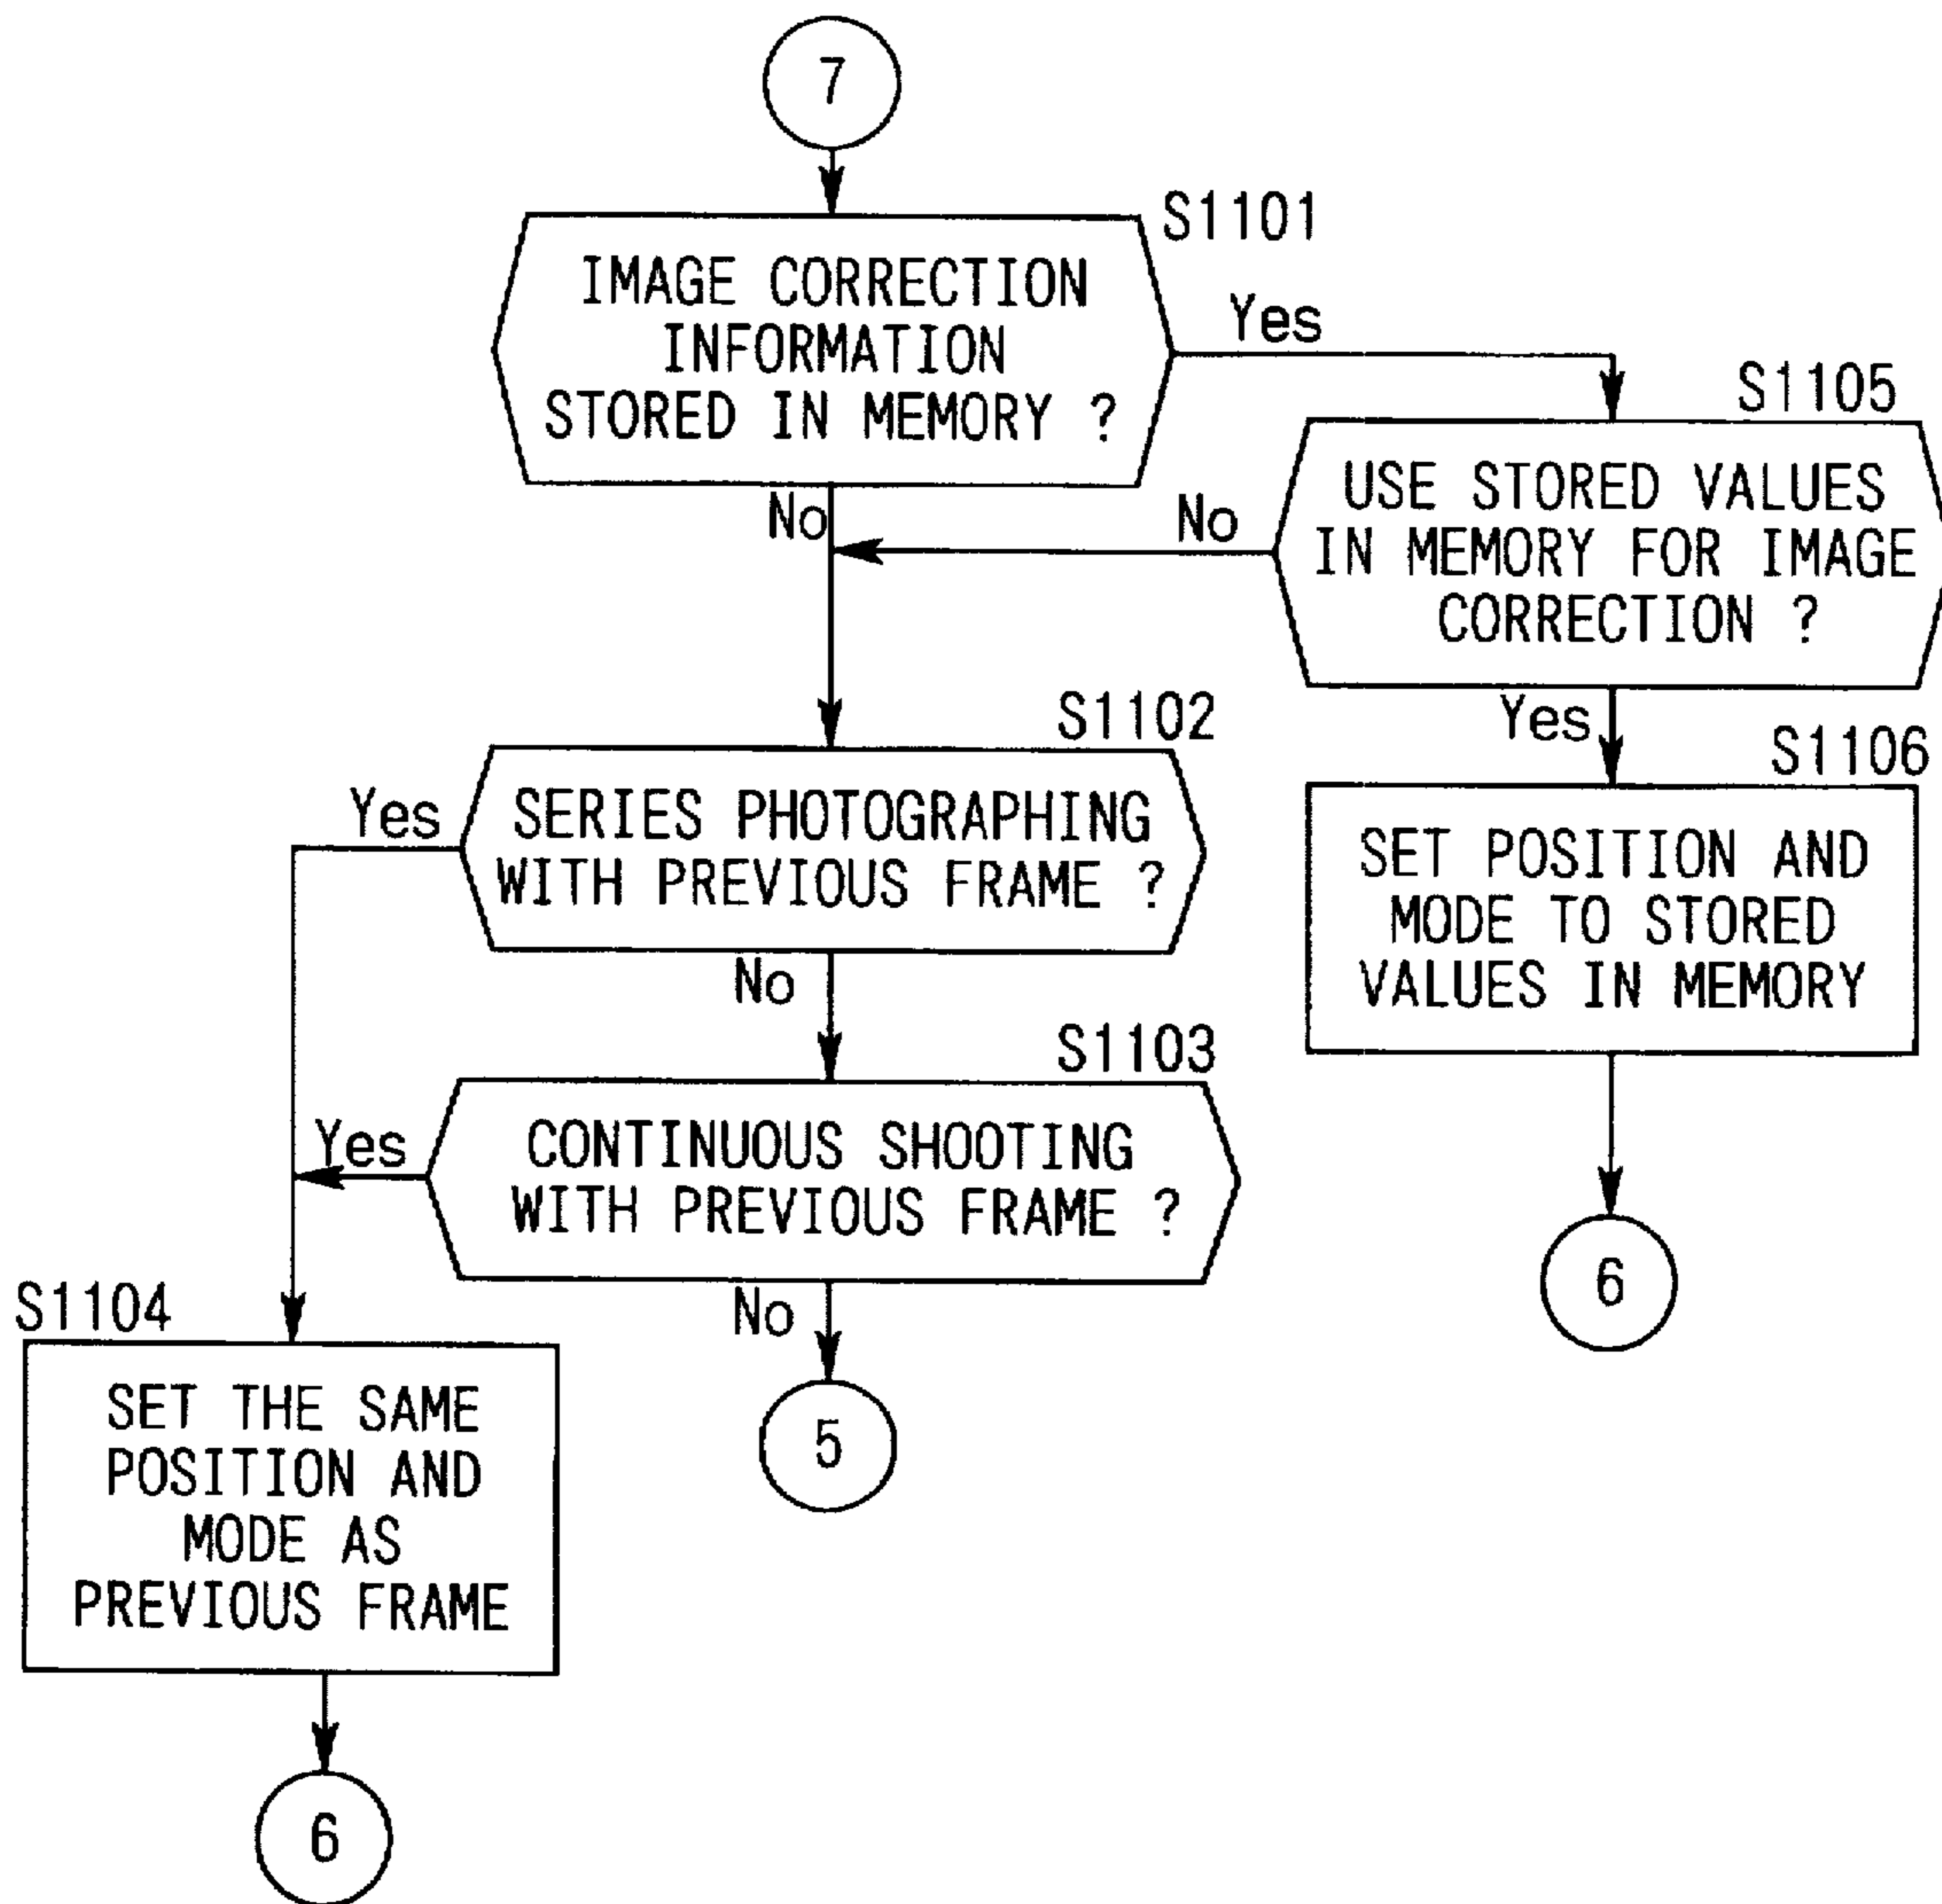 7
S1101
IMAGE CORRECTION
INFORMATION
STORED IN MEMORY ?
Yes
No
S1105
USE STORED VALUES
IN MEMORY FOR IMAGE
CORRECTION ?
No
Yes
S1106
SET POSITION AND
MODE TO STORED
VALUES IN MEMORY
6
S1102
SERIES PHOTOGRAPHING
WITH PREVIOUS FRAME ?
Yes
No
S1103
CONTINUOUS SHOOTING
WITH PREVIOUS FRAME ?
Yes
No
5
S1104
SET THE SAME
POSITION AND
MODE AS
PREVIOUS FRAME
6